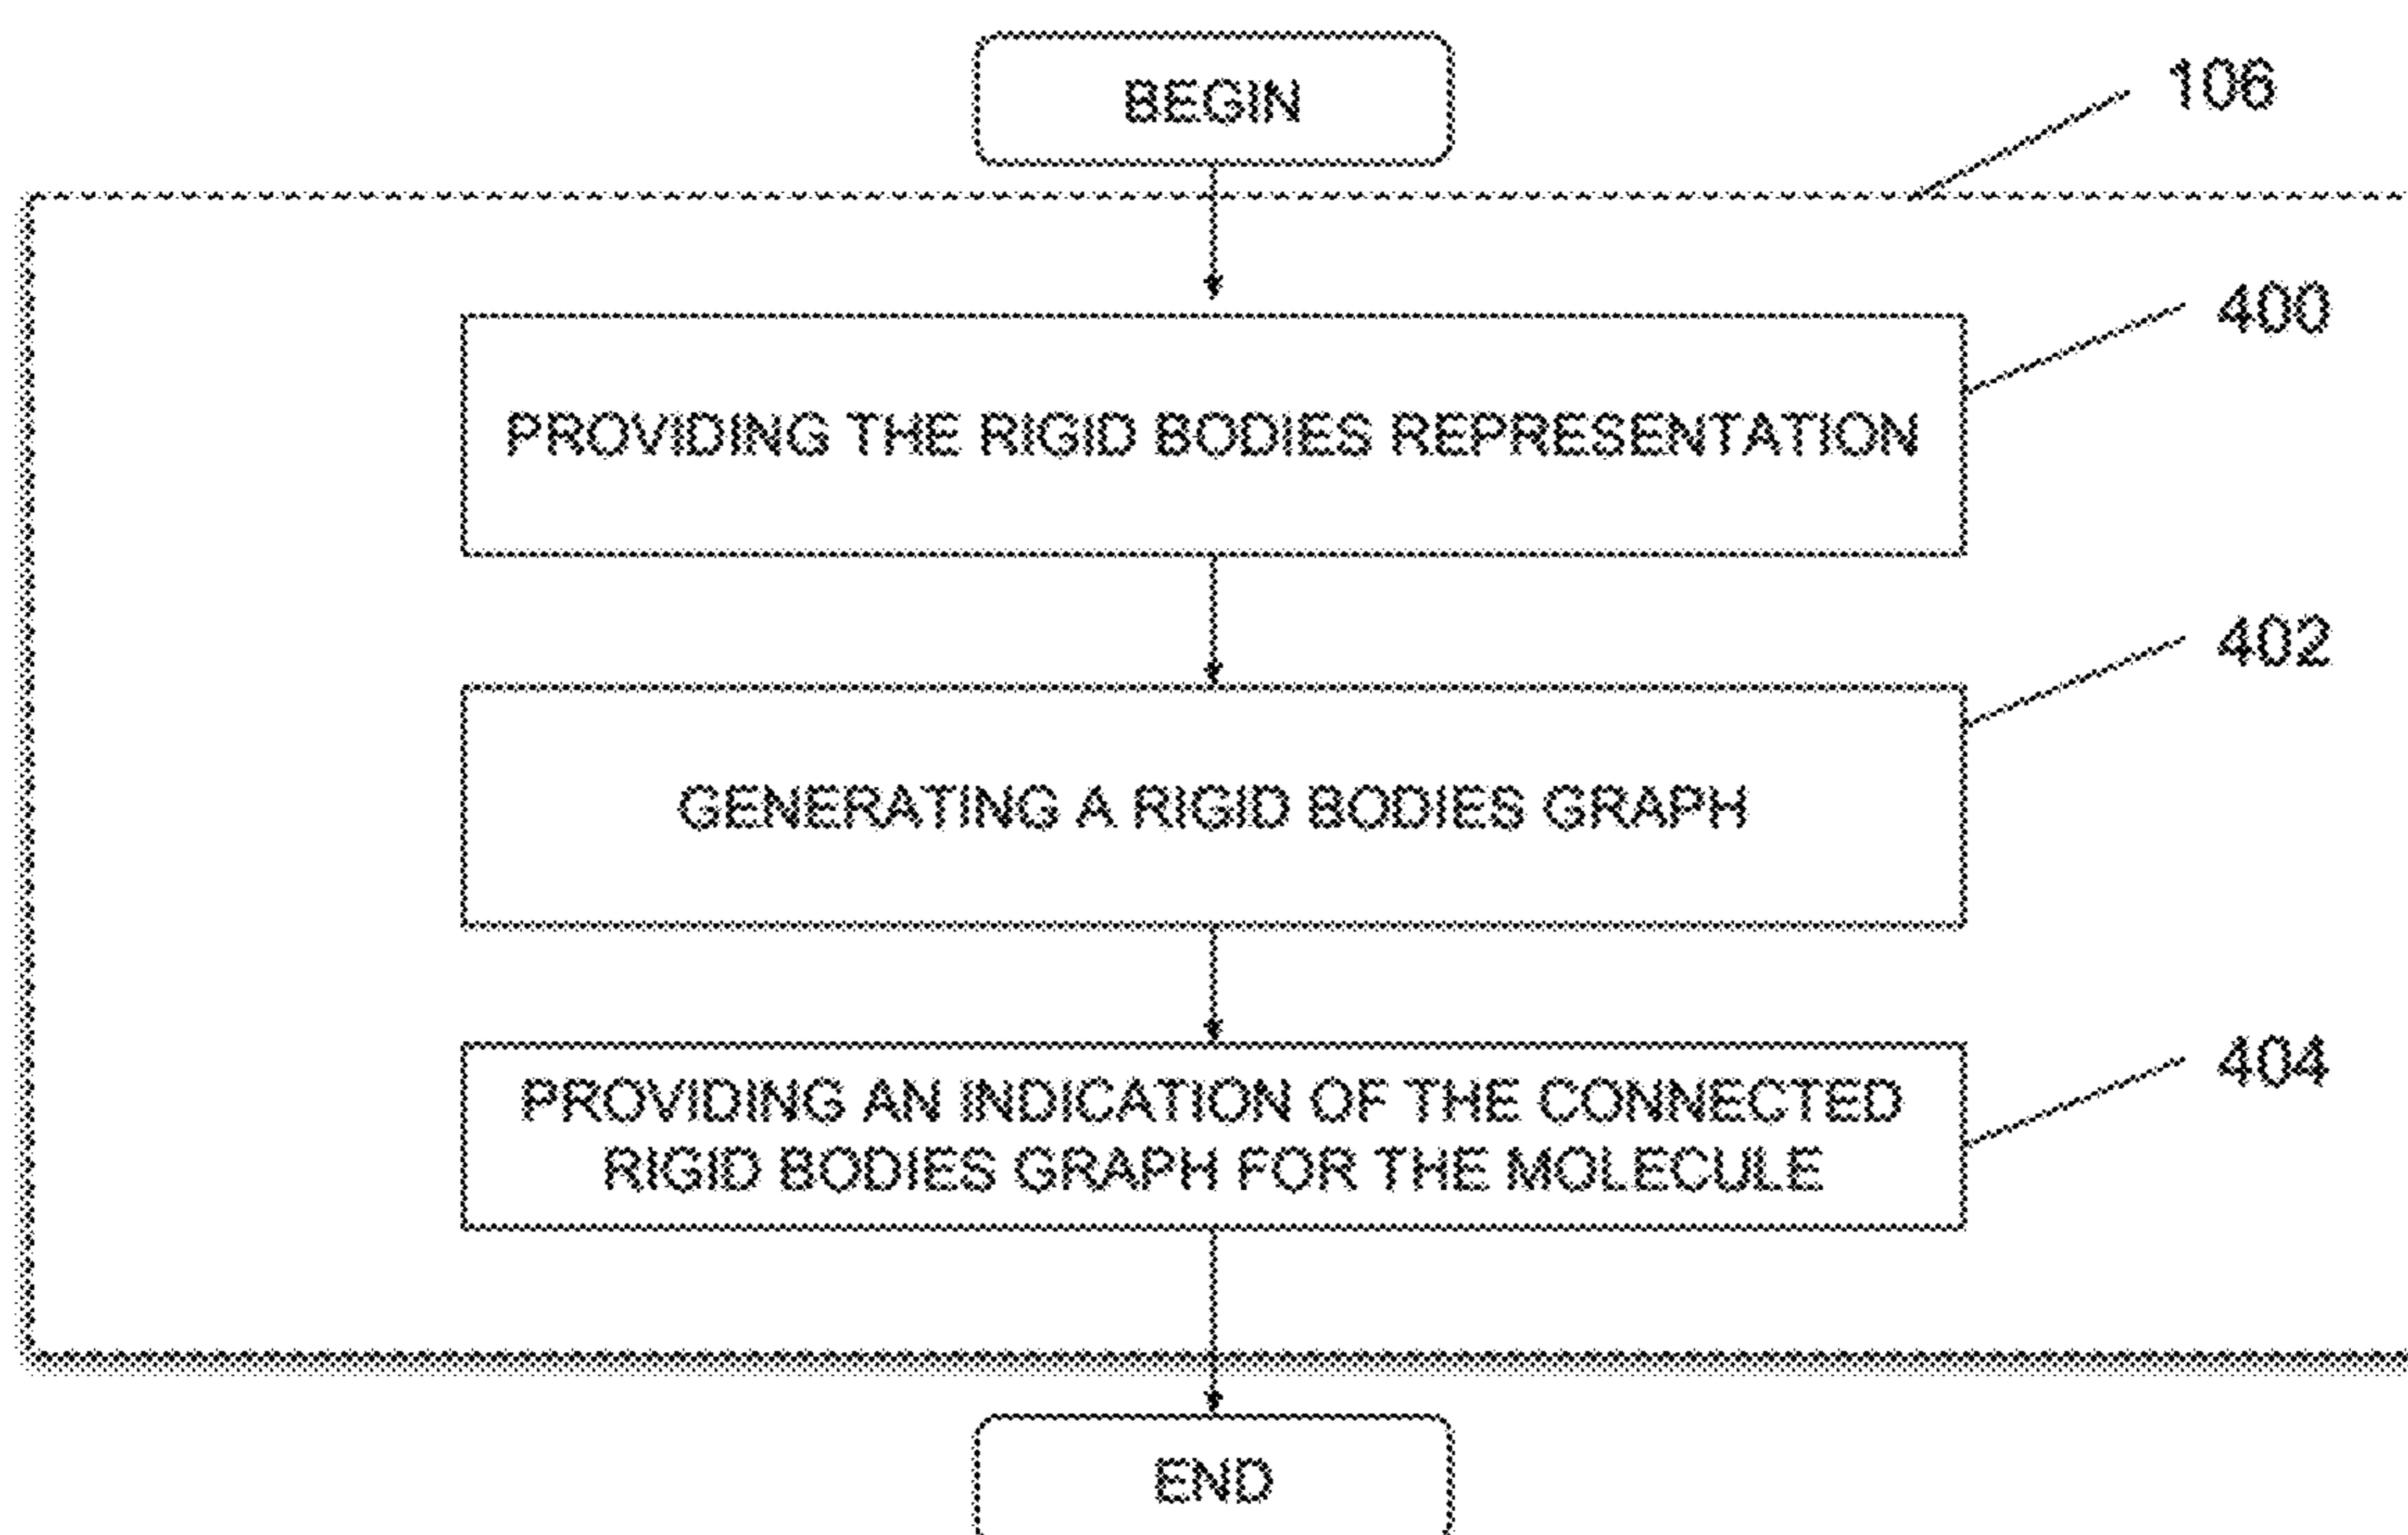 BEGIN
106
400
PROVIDING THE RIGID BODIES REPRESENTATION
402
GENERATING A RIGID BODIES GRAPH
404
PROVIDING AN INDICATION OF THE CONNECTED
RIGID BODIES GRAPH FOR THE MOLECULE
END